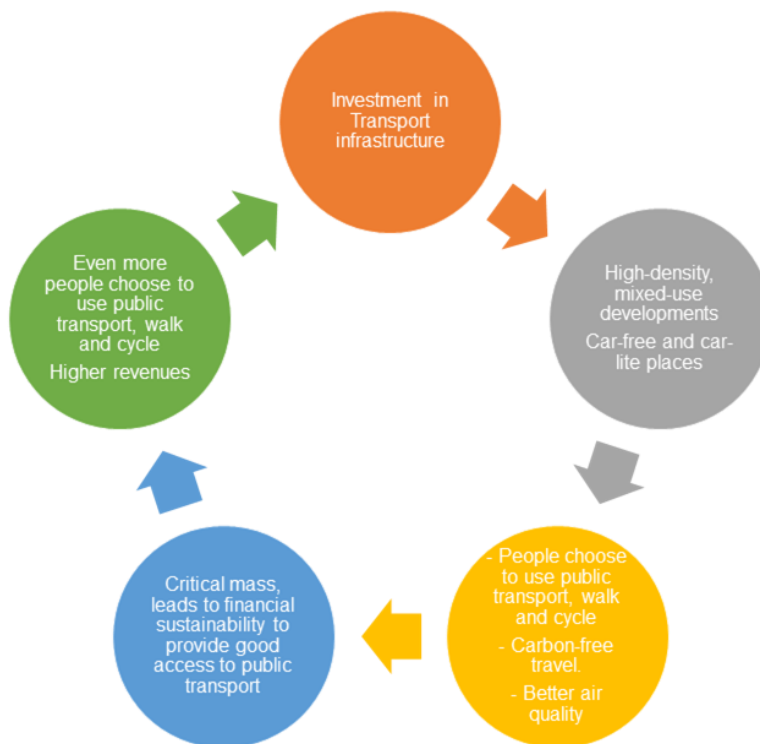 Investment in
Transport
infrastructure
High-density,
mixed-use
developments
Car-free and car-
lite places
- People choose
to use public
transport, walk
and cycle
- Carbon-free
travel.
- Better air
quality
Critical mass,
leads to financial
sustainability to
provide good
access to public
transport
Even more
people choose to
use public
transport, walk
and cycle
Higher revenues